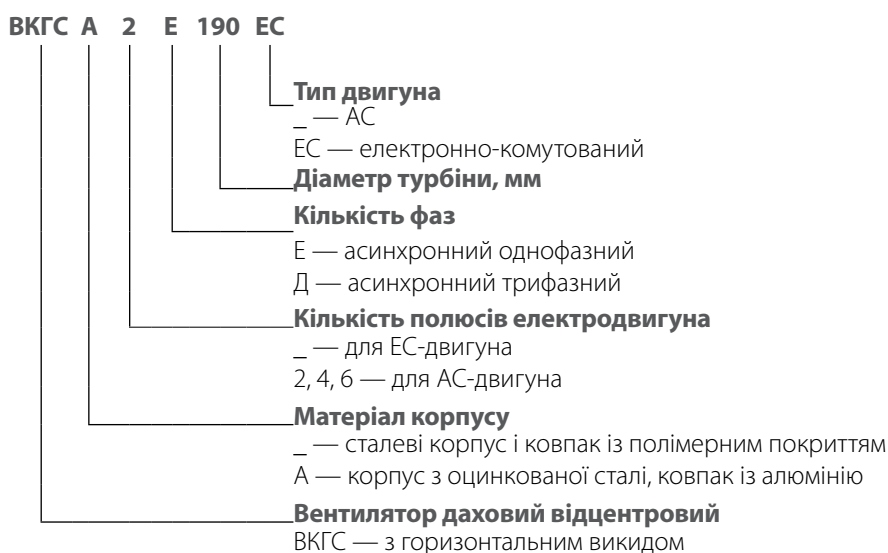 ВКГС А 2 Е 190 ЕС
Тип двигуна
_ — АС
ЕС — електронно-комутований
Діаметр турбіни, мм
Кількість фаз
Е — асинхронний однофазний
Д — асинхронний трифазний
Кількість полюсів електродвигуна
_ — для ЕС-двигуна
2, 4, 6 — для АС-двигуна
Матеріал корпусу
_ — сталеві корпус і ковпак із полімерним покриттям
А — корпус з оцинкованої сталі, ковпак із алюмінію
Вентилятор даховий відцентровий
ВКГС — з горизонтальним викидом